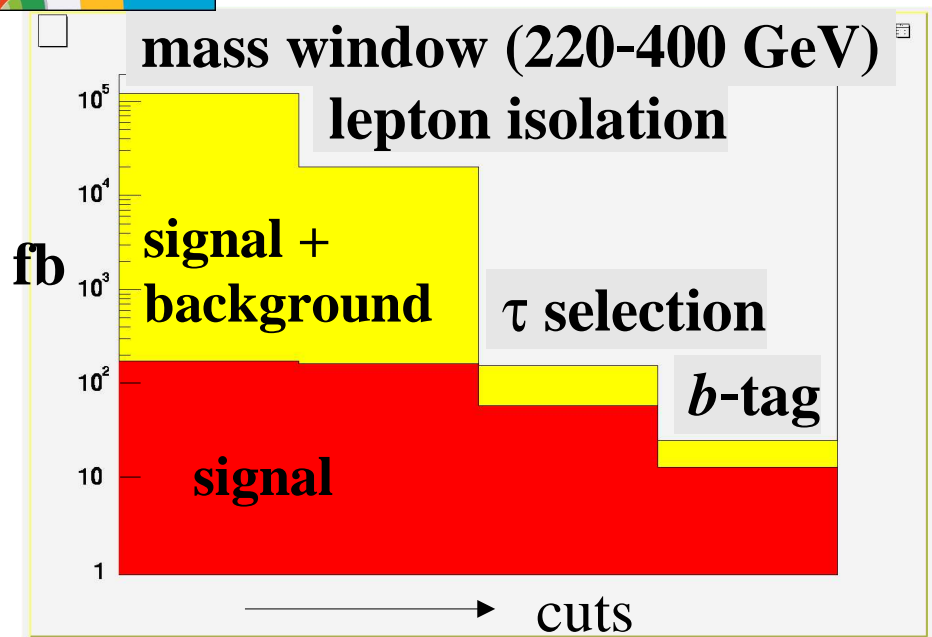 mass window (220-400 GeV)
lepton isolation
10⁵
10⁴
signal +
fb
10³
background
τ selection
10²
b-tag
10
signal
1
cuts